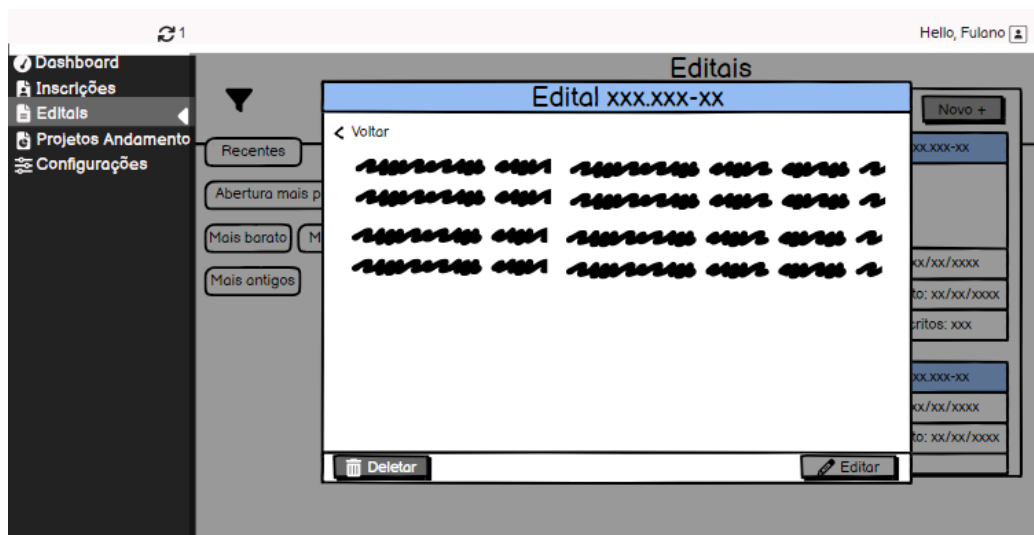 1
Hello, Fulano
Dashboard
Inscrições
Editais
Projetos Andamento
Configurações
Editais
Novo +
Recentes
Abertura mais p
Mais barato
M
Mais antigos
Edital xxx.xxx-xx
Voltar
Deletar
Editar
xx.xxx-xx
xx/xx/xxxx
to: xx/xx/xxxx
critos: xxx
xx.xxx-xx
xx/xx/xxxx
to: xx/xx/xxxx